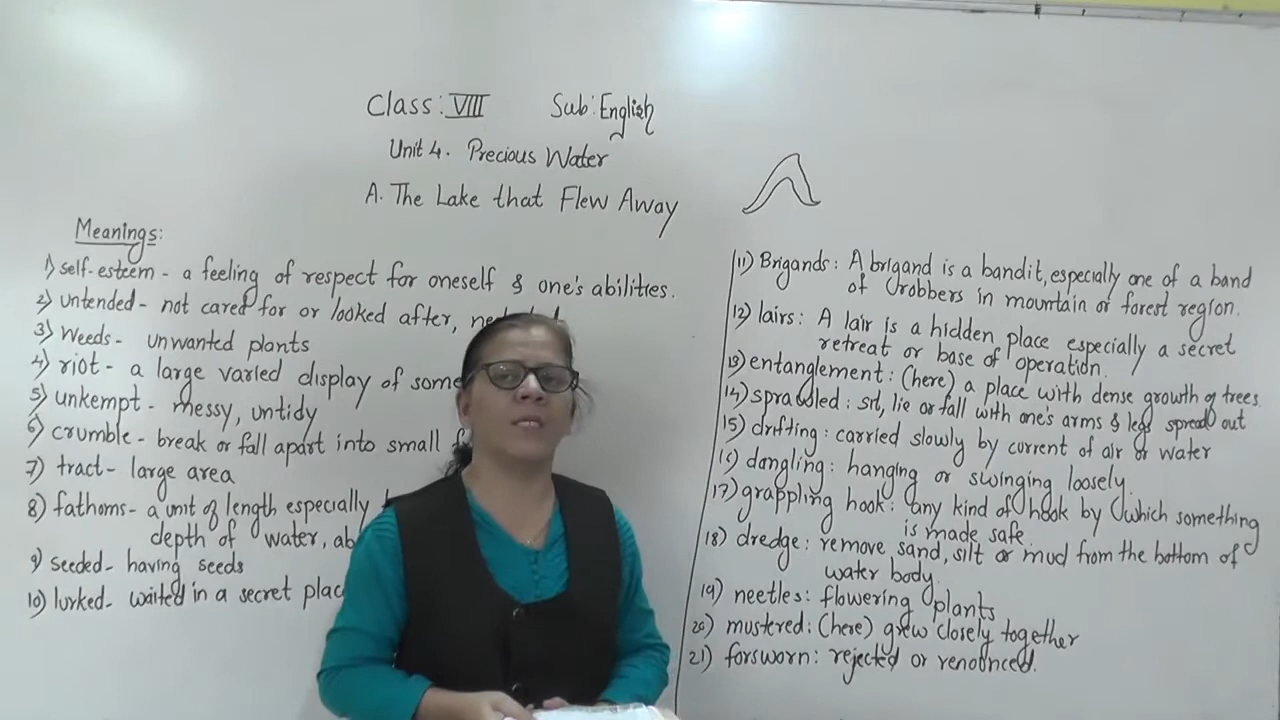 Class: VIII Sub: English
Unit 4. Precious Water
A. The Lake that Flew Away
Meanings:
1) self-esteem - a feeling of respect for oneself & one's abilities.
2) untended - not cared for or looked after,
3) Weeds - unwanted plants
4) riot - a large varied display of
5) unkempt - messy, untidy
6) crumble - break or fall apart into small
7) tract - large area
8) fathoms - a unit of length especially
depth of water,
9) seeded - having seeds
10) lurked - waited in a secret
11) Brigands: A brigand is a bandit, especially one of a band
of robbers in mountain or forest region.
12) lairs: A lair is a hidden place especially a secret
retreat or base of operation.
13) entanglement: (here) a place with dense growth of trees.
14) sprawled: sit, lie or fall with one's arms & legs spread out
15) drifting: carried slowly by current of air or water
16) dangling: hanging or swinging loosely.
17) grappling hook: any kind of hook by which something
is made safe.
18) dredge: remove sand, silt or mud from the bottom of
water body.
19) neetles: flowering plants
20) mustered: (here) grew closely together
21) forsworn: rejected or renounced.